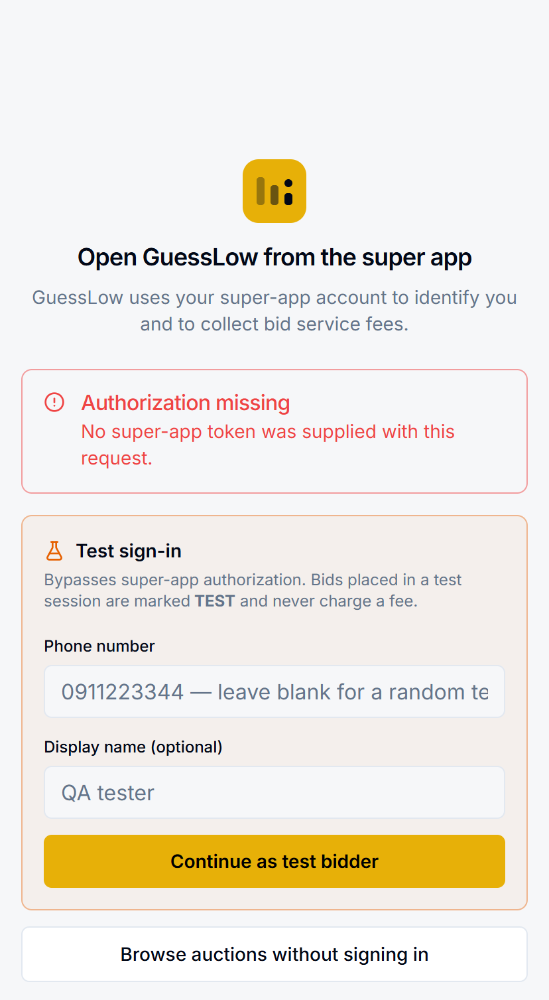 Open GuessLow from the super app
GuessLow uses your super-app account to identify you
and to collect bid service fees.
Authorization missing
No super-app token was supplied with this
request.
Test sign-in
Bypasses super-app authorization. Bids placed in a test
session are marked TEST and never charge a fee.
Phone number
0911223344 — leave blank for a random te
Display name (optional)
QA tester
Continue as test bidder
Browse auctions without signing in